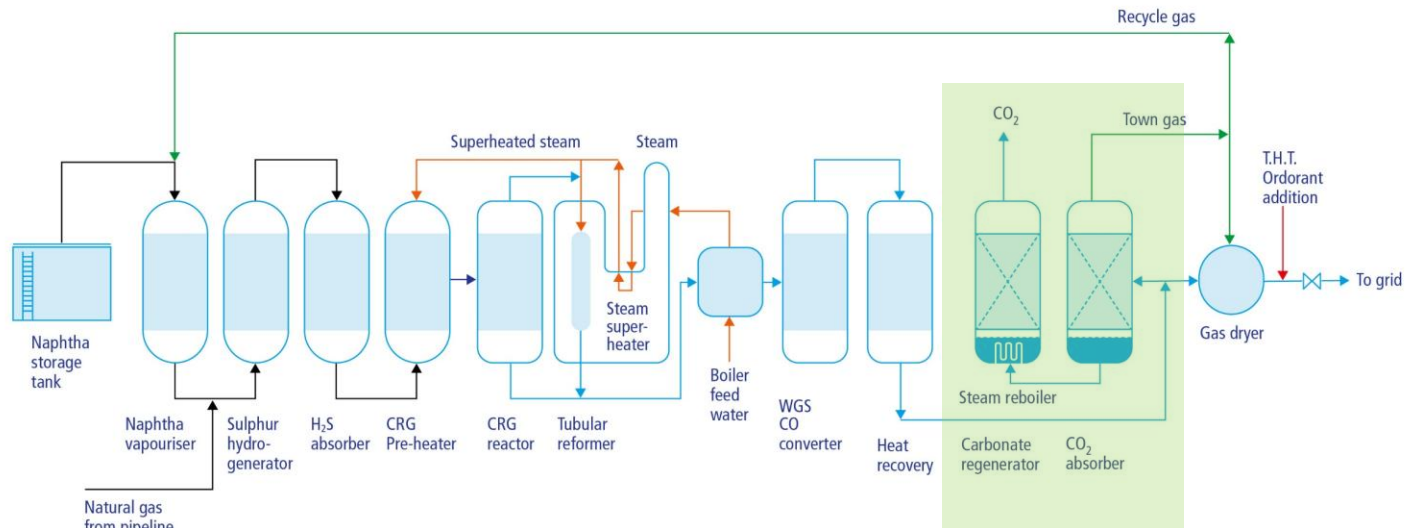 Recycle gas
CO2
Town gas
Superheated steam
Steam
T.H.T.
Ordorant
addition
To grid
Gas dryer
Steam
super-
heater
Naphtha
storage
tank
Boiler
feed
water
Steam reboiler
Naphtha
vapouriser
Sulphur
hydro-
generator
H2S
absorber
CRG
Pre-heater
CRG
reactor
Tubular
reformer
WGS
CO
converter
Heat
recovery
Carbonate
regenerator
CO2
absorber
Natural gas
from pipeline